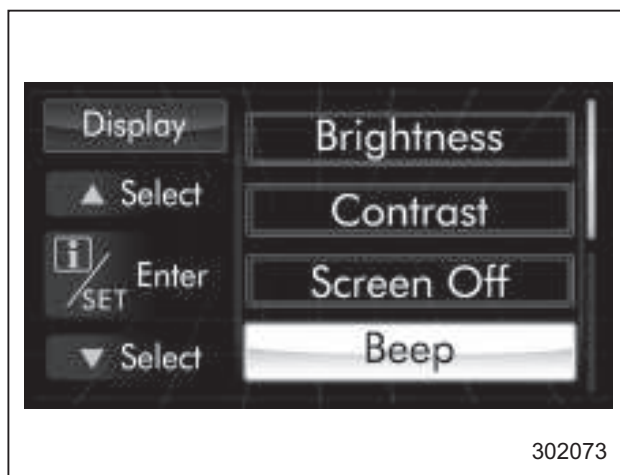 Display
▲ Select
i/SET Enter
▼ Select
Brightness
Contrast
Screen Off
Beep
302073